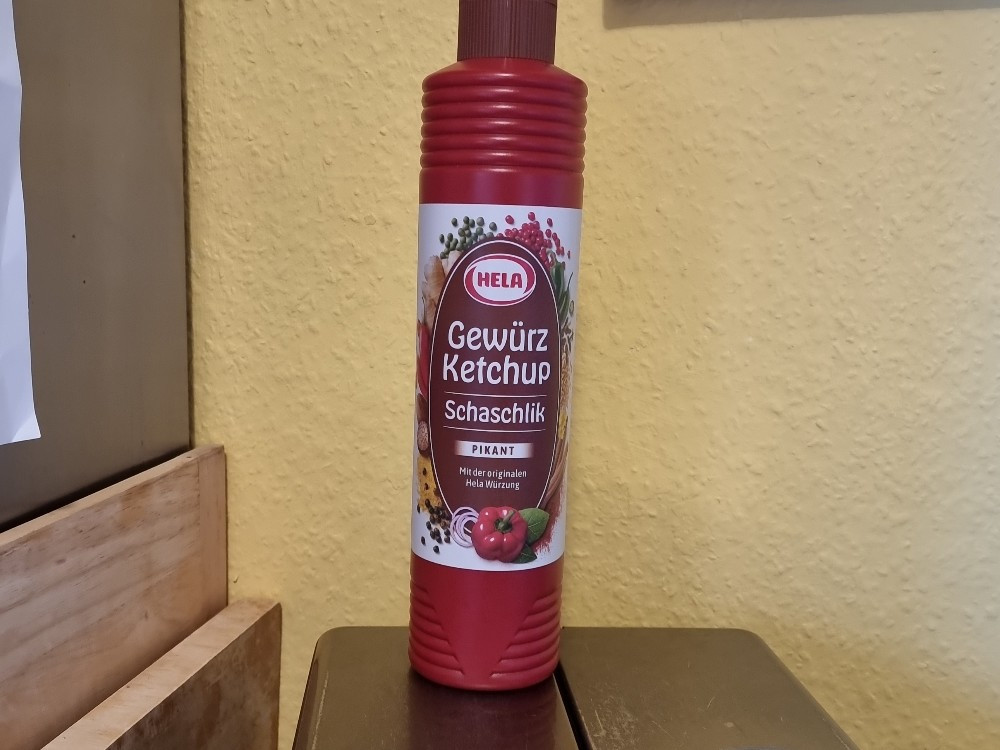 HELA
Gewürz
Ketchup
Schaschlik
PIKANT
Mit der originalen
Hela Würzung